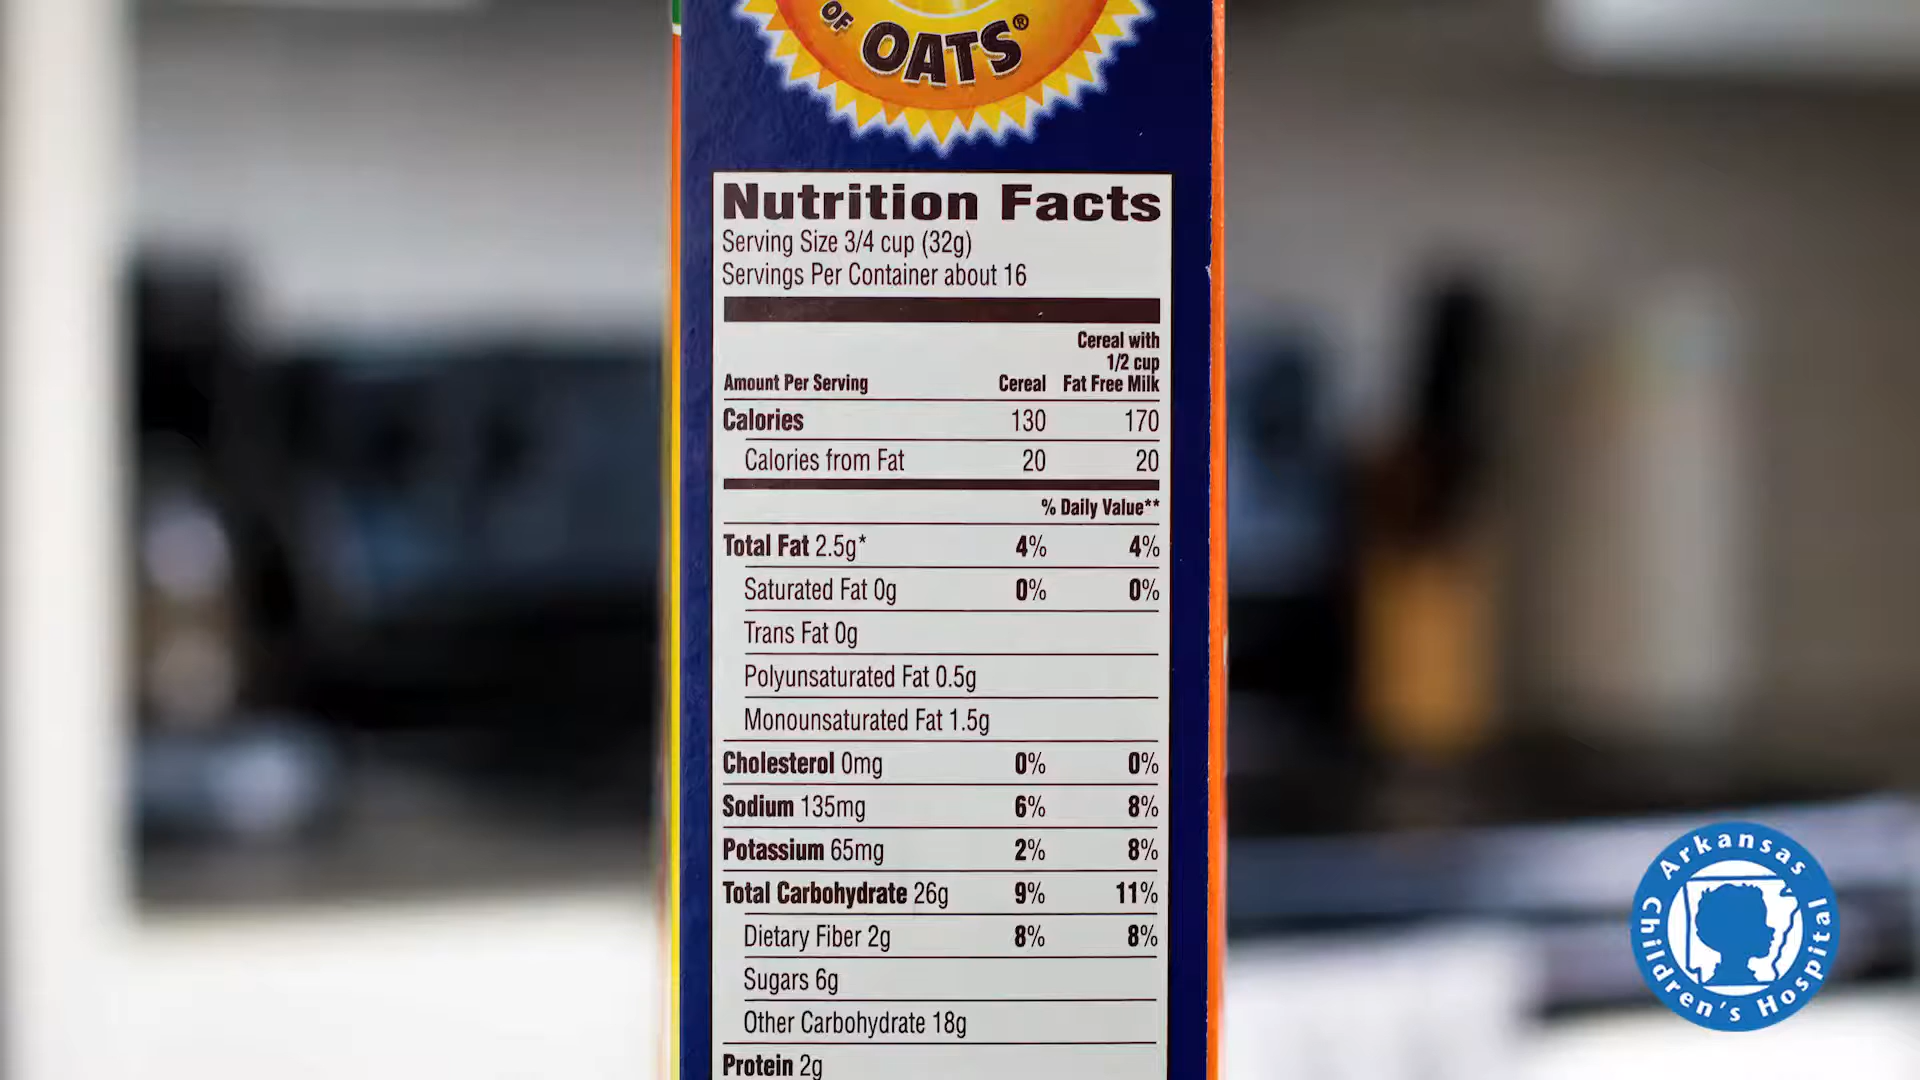 OF
OATS®
Nutrition Facts
Serving Size 3/4 cup (32g)
Servings Per Container about 16
Cereal with
1/2 cup
Amount Per Serving Cereal Fat Free Milk
Calories 130 170
Calories from Fat 20 20
% Daily Value**
Total Fat 2.5g* 4% 4%
Saturated Fat 0g 0% 0%
Trans Fat 0g
Polyunsaturated Fat 0.5g
Monounsaturated Fat 1.5g
Cholesterol 0mg 0% 0%
Sodium 135mg 6% 8%
Potassium 65mg 2% 8%
Total Carbohydrate 26g 9% 11%
Dietary Fiber 2g 8% 8%
Sugars 6g
Other Carbohydrate 18g
Protein 2g
Arkansas
Children's Hospital